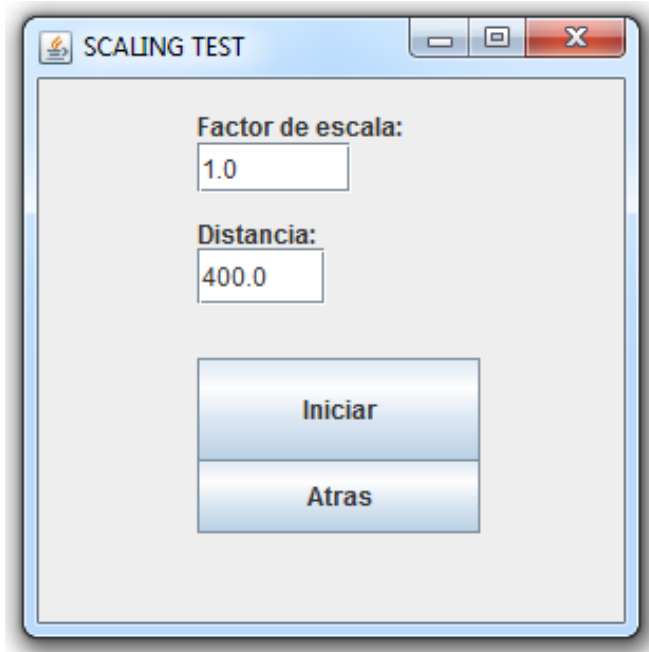 SCALING TEST
Factor de escala:
1.0
Distancia:
400.0
Iniciar
Atras